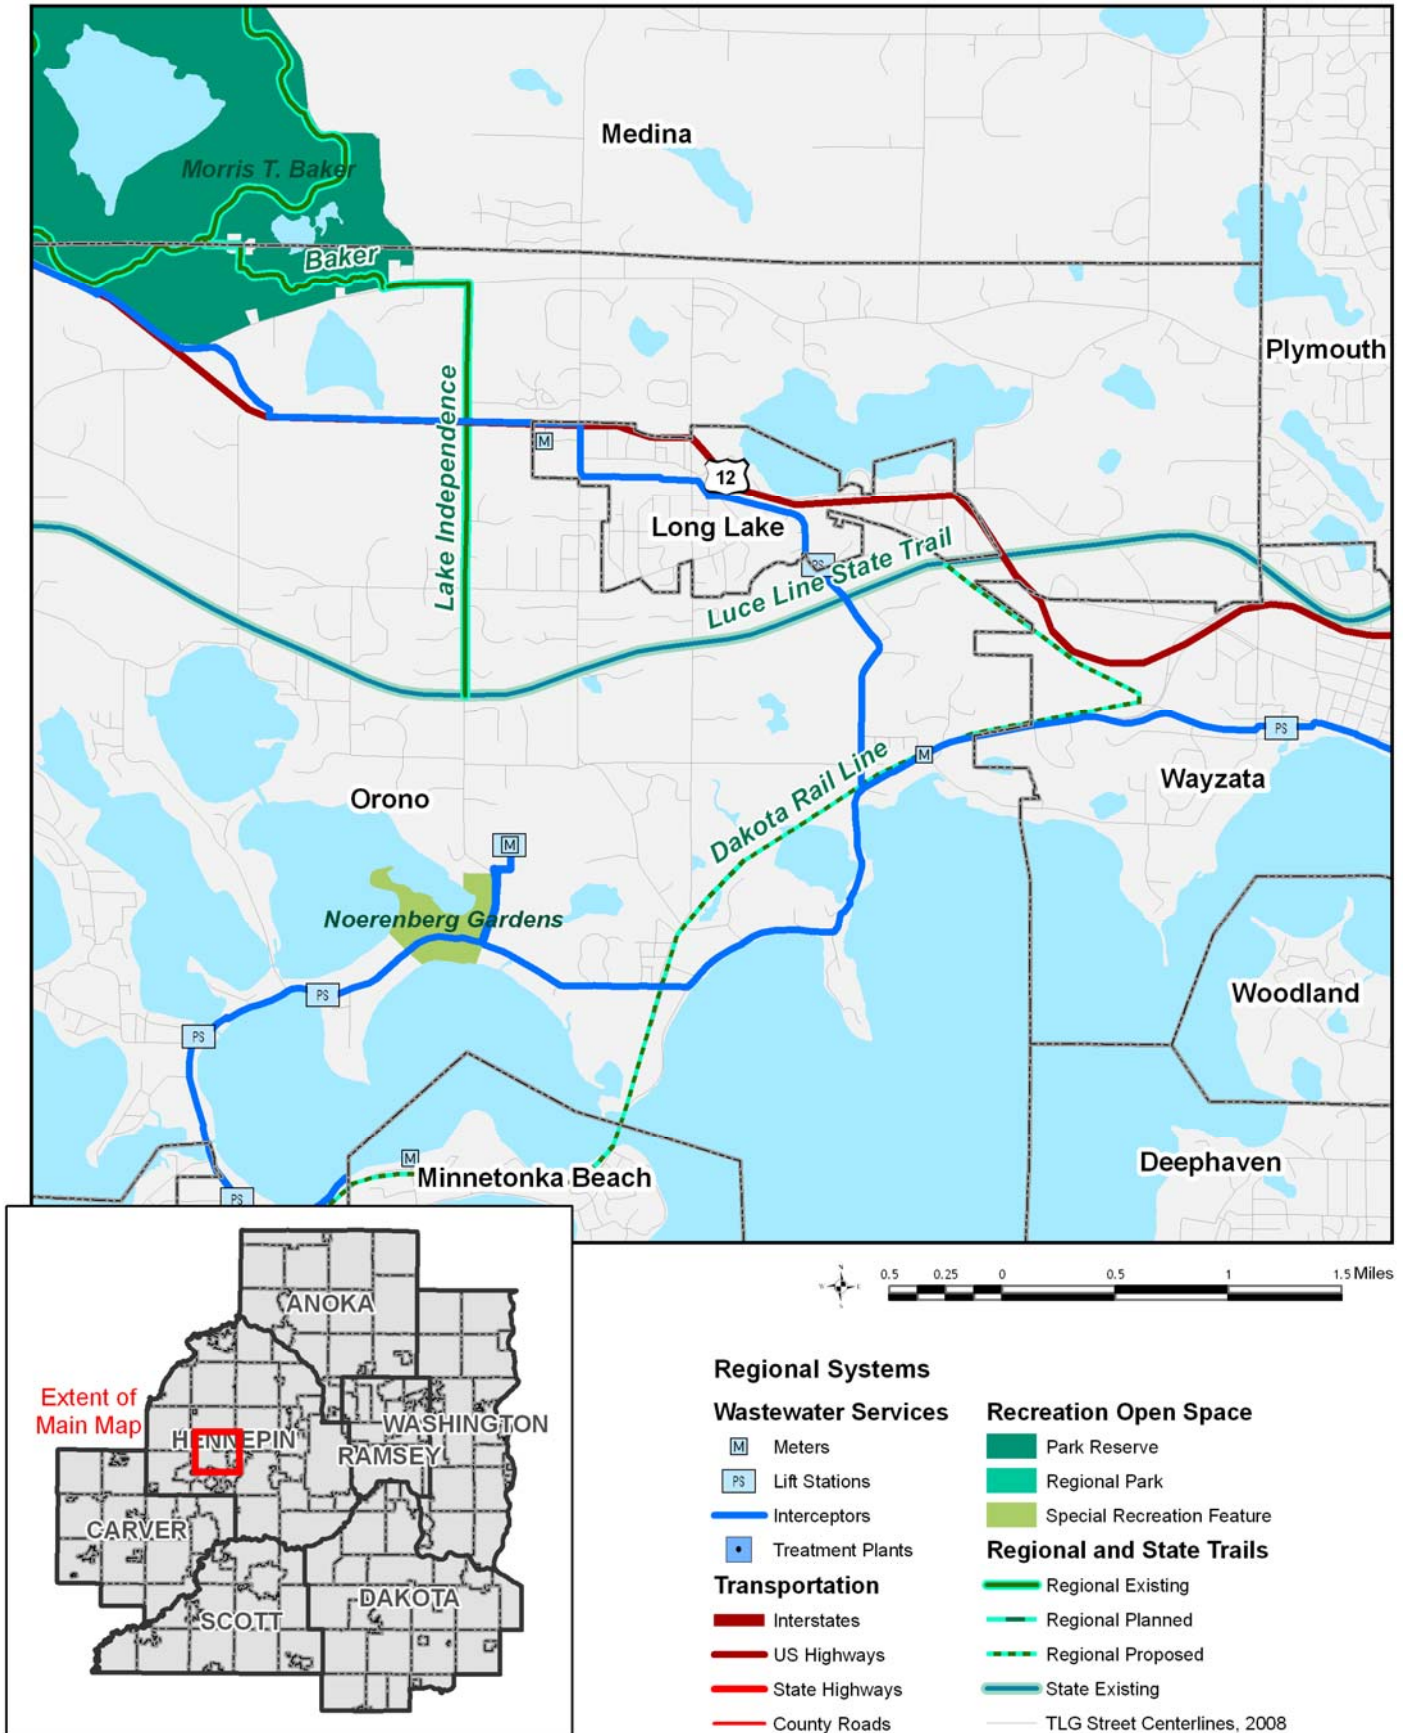 Medina
Morris T. Baker
Baker
Plymouth
Lake Independence
M
12
Long Lake
PS
Luce Line State Trail
Dakota Rail Line
M
PS
Wayzata
Orono
M
Noerenberg Gardens
PS
PS
Woodland
M
Minnetonka Beach
Deephaven
PS
0.5 0.25 0 0.5 1 1.5 Miles
N
W E
S
ANOKA
Extent of
Main Map
HENNEPIN
WASHINGTON
RAMSEY
CARVER
DAKOTA
SCOTT
Regional Systems
Wastewater Services
M Meters
PS Lift Stations
Interceptors
Treatment Plants
Transportation
Interstates
US Highways
State Highways
County Roads
Recreation Open Space
Park Reserve
Regional Park
Special Recreation Feature
Regional and State Trails
Regional Existing
Regional Planned
Regional Proposed
State Existing
TLG Street Centerlines, 2008